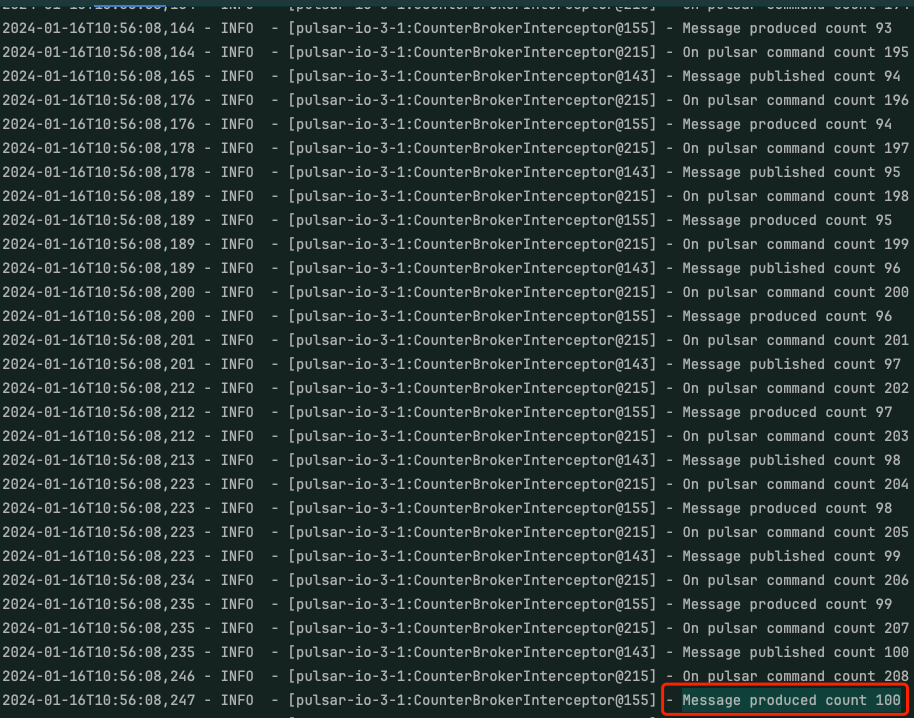 2024-01-16T10:56:08,164 - INFO  - [pulsar-io-3-1:CounterBrokerInterceptor@155] - Message produced count 93
2024-01-16T10:56:08,164 - INFO  - [pulsar-io-3-1:CounterBrokerInterceptor@215] - On pulsar command count 195
2024-01-16T10:56:08,165 - INFO  - [pulsar-io-3-1:CounterBrokerInterceptor@143] - Message published count 94
2024-01-16T10:56:08,176 - INFO  - [pulsar-io-3-1:CounterBrokerInterceptor@215] - On pulsar command count 196
2024-01-16T10:56:08,176 - INFO  - [pulsar-io-3-1:CounterBrokerInterceptor@155] - Message produced count 94
2024-01-16T10:56:08,178 - INFO  - [pulsar-io-3-1:CounterBrokerInterceptor@215] - On pulsar command count 197
2024-01-16T10:56:08,178 - INFO  - [pulsar-io-3-1:CounterBrokerInterceptor@143] - Message published count 95
2024-01-16T10:56:08,189 - INFO  - [pulsar-io-3-1:CounterBrokerInterceptor@215] - On pulsar command count 198
2024-01-16T10:56:08,189 - INFO  - [pulsar-io-3-1:CounterBrokerInterceptor@155] - Message produced count 95
2024-01-16T10:56:08,189 - INFO  - [pulsar-io-3-1:CounterBrokerInterceptor@215] - On pulsar command count 199
2024-01-16T10:56:08,189 - INFO  - [pulsar-io-3-1:CounterBrokerInterceptor@143] - Message published count 96
2024-01-16T10:56:08,200 - INFO  - [pulsar-io-3-1:CounterBrokerInterceptor@215] - On pulsar command count 200
2024-01-16T10:56:08,200 - INFO  - [pulsar-io-3-1:CounterBrokerInterceptor@155] - Message produced count 96
2024-01-16T10:56:08,201 - INFO  - [pulsar-io-3-1:CounterBrokerInterceptor@215] - On pulsar command count 201
2024-01-16T10:56:08,201 - INFO  - [pulsar-io-3-1:CounterBrokerInterceptor@143] - Message published count 97
2024-01-16T10:56:08,212 - INFO  - [pulsar-io-3-1:CounterBrokerInterceptor@215] - On pulsar command count 202
2024-01-16T10:56:08,212 - INFO  - [pulsar-io-3-1:CounterBrokerInterceptor@155] - Message produced count 97
2024-01-16T10:56:08,212 - INFO  - [pulsar-io-3-1:CounterBrokerInterceptor@215] - On pulsar command count 203
2024-01-16T10:56:08,213 - INFO  - [pulsar-io-3-1:CounterBrokerInterceptor@143] - Message published count 98
2024-01-16T10:56:08,223 - INFO  - [pulsar-io-3-1:CounterBrokerInterceptor@215] - On pulsar command count 204
2024-01-16T10:56:08,223 - INFO  - [pulsar-io-3-1:CounterBrokerInterceptor@155] - Message produced count 98
2024-01-16T10:56:08,223 - INFO  - [pulsar-io-3-1:CounterBrokerInterceptor@215] - On pulsar command count 205
2024-01-16T10:56:08,223 - INFO  - [pulsar-io-3-1:CounterBrokerInterceptor@143] - Message published count 99
2024-01-16T10:56:08,234 - INFO  - [pulsar-io-3-1:CounterBrokerInterceptor@215] - On pulsar command count 206
2024-01-16T10:56:08,235 - INFO  - [pulsar-io-3-1:CounterBrokerInterceptor@155] - Message produced count 99
2024-01-16T10:56:08,235 - INFO  - [pulsar-io-3-1:CounterBrokerInterceptor@215] - On pulsar command count 207
2024-01-16T10:56:08,235 - INFO  - [pulsar-io-3-1:CounterBrokerInterceptor@143] - Message published count 100
2024-01-16T10:56:08,246 - INFO  - [pulsar-io-3-1:CounterBrokerInterceptor@215] - On pulsar command count 208
2024-01-16T10:56:08,247 - INFO  - [pulsar-io-3-1:CounterBrokerInterceptor@155] - Message produced count 100